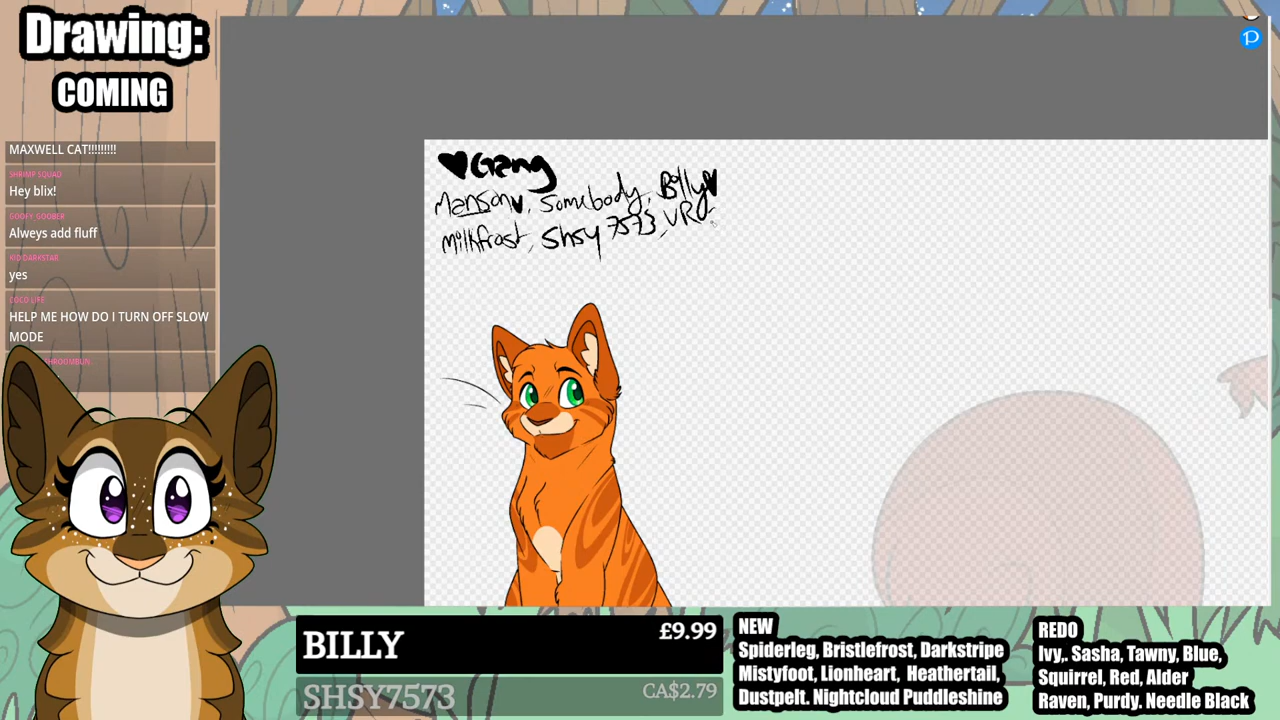 Drawing:
COMING
MAXWELL CAT!!!!!!!!!
SHRIMP SQUAD
Hey blix!
GOOFY GOOBER
Alweys add fluff
KID DARKSTAR
yes
COCO LIFE
HELP ME HOW DO I TURN OFF SLOW
MODE
SHROOMBUN
♥Gang
Manson♥, Somebody, Billy♥
milkfrost, Shsy 7573, VR
BILLY £9.99
SHSY7573 CA$2.79
NEW
Spiderleg, Bristlefrost, Darkstripe
Mistyfoot, Lionheart, Heathertail,
Dustpelt. Nightcloud Puddleshine
REDO
Ivy,. Sasha, Tawny, Blue,
Squirrel, Red, Alder
Raven, Purdy. Needle Black